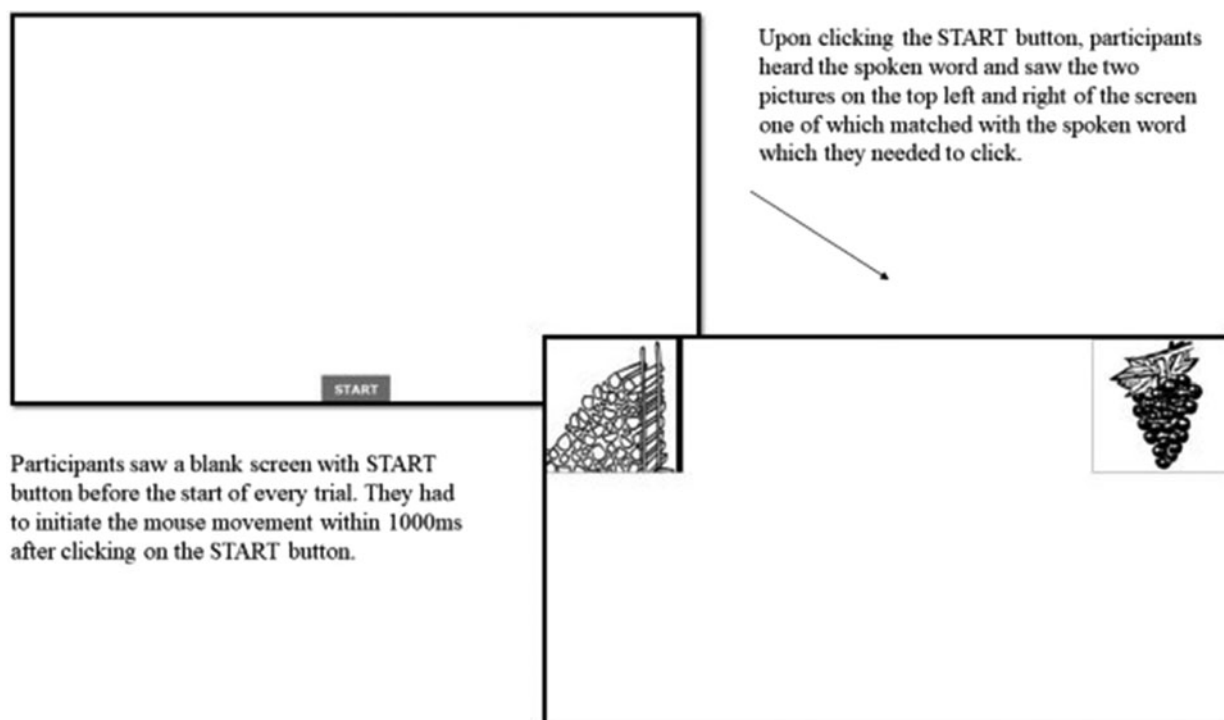 Upon clicking the START button, participants
heard the spoken word and saw the two
pictures on the top left and right of the screen
one of which matched with the spoken word
which they needed to click.
START
Participants saw a blank screen with START
button before the start of every trial. They had
to initiate the mouse movement within 1000ms
after clicking on the START button.